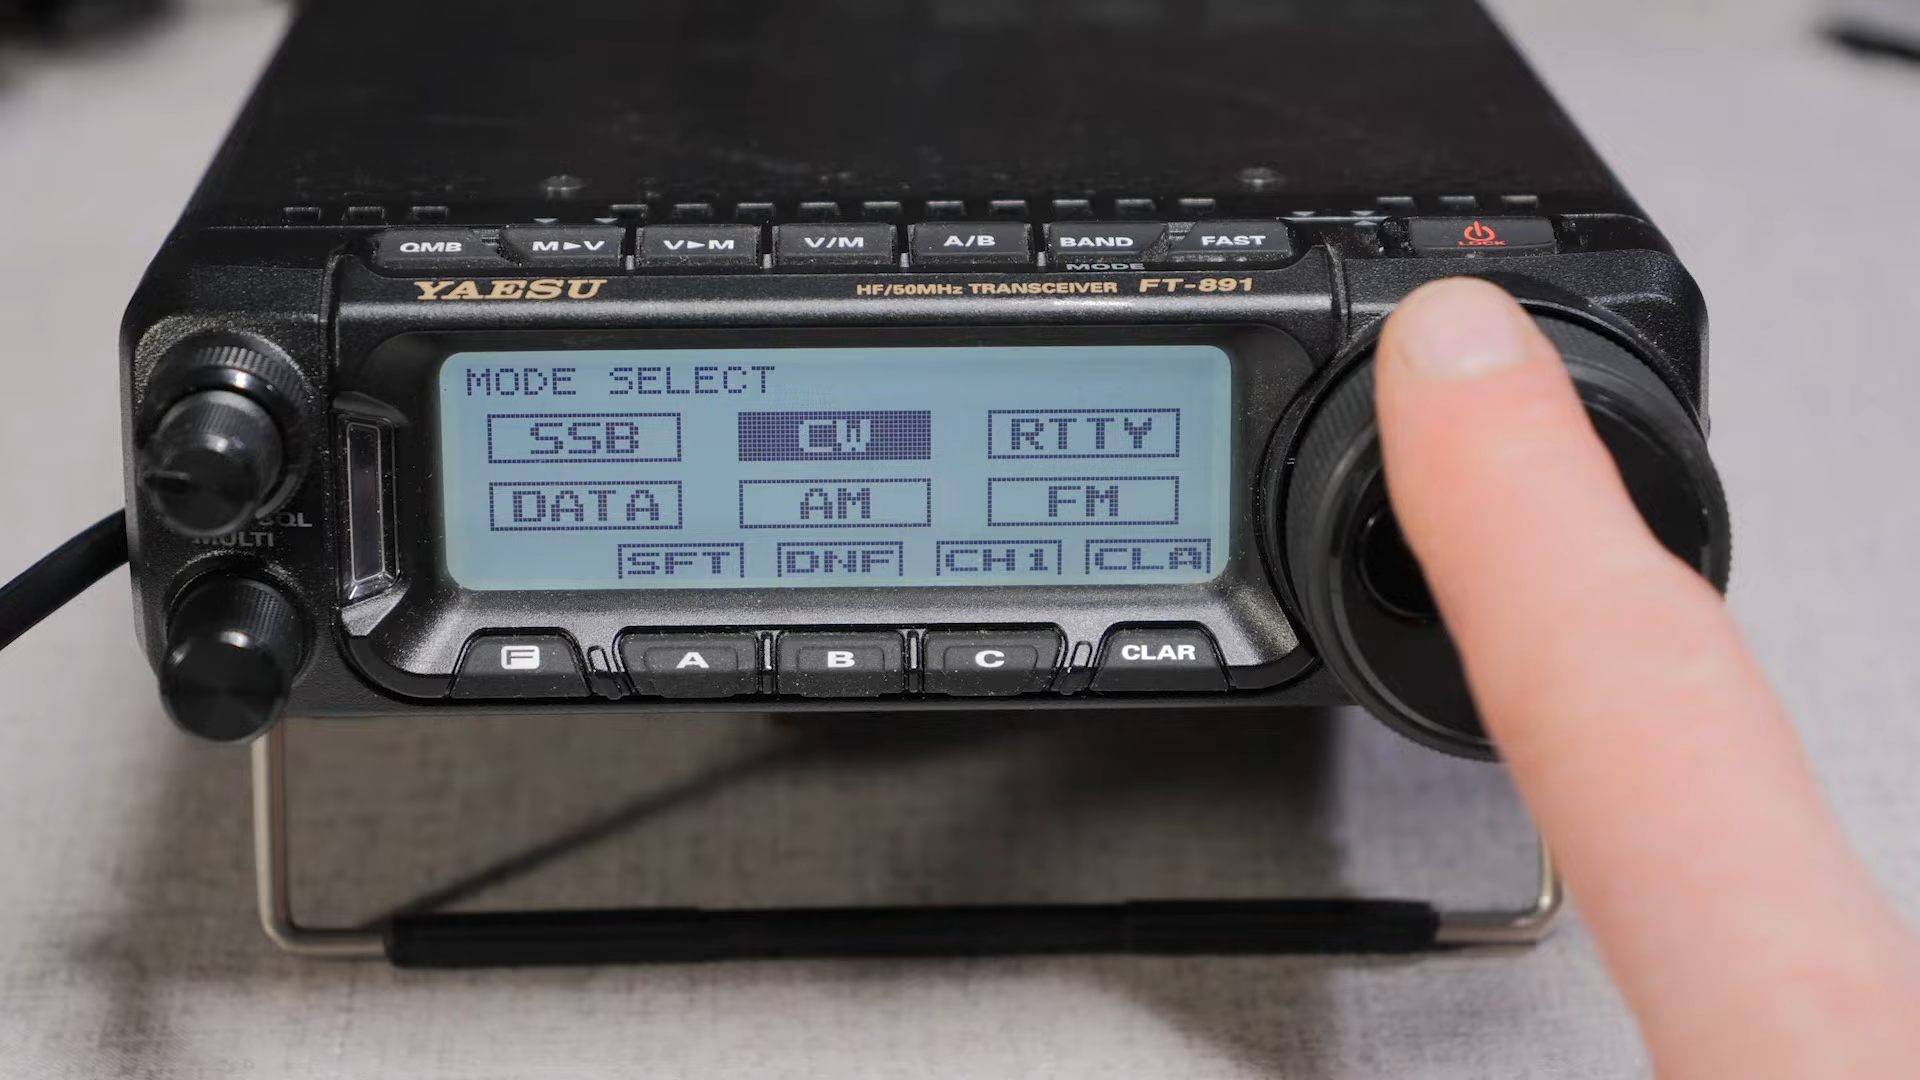 QMB M►V V►M V/M A/B BAND FAST LOCK
MODE
YAESU HF/50MHz TRANSCEIVER FT-891
MODE SELECT
SSB CW RTTY
DATA AM FM
SFT DNF CH1 CLA
SQL
MULTI
F A B C CLAR